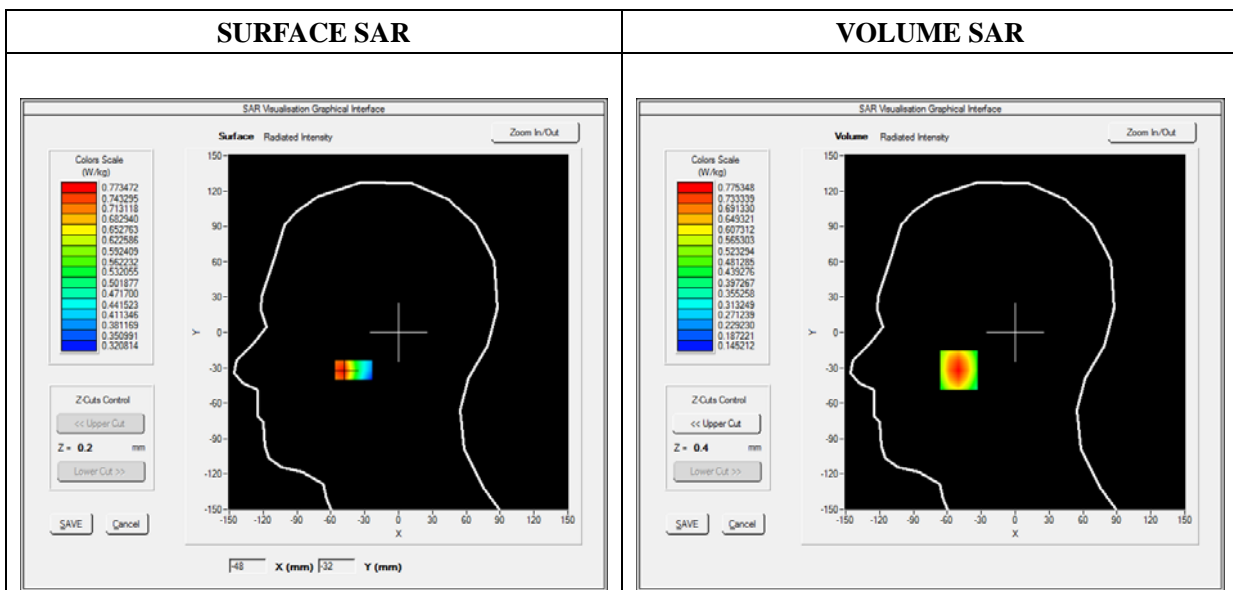 SURFACE SAR
VOLUME SAR
SAR Visualisation Graphical Interface
Surface Radiated Intensity
Zoom In/Out
Colors Scale
(W/kg)
0.773472
0.743295
0.713118
0.682940
0.652763
0.622586
0.592409
0.562232
0.532055
0.501877
0.471700
0.441523
0.411346
0.381169
0.350991
0.320814
Z-Cuts Control
<< Upper Cut
Z = 0.2 mm
Lower Cut >>
SAVE Cancel
150
120
90
60
30
0
-30
-60
-90
-120
-150
Y
-150 -120 -90 -60 -30 0 30 60 90 120 150
X
-48 X (mm) -32 Y (mm)
SAR Visualisation Graphical Interface
Volume Radiated Intensity
Zoom In/Out
Colors Scale
(W/kg)
0.775348
0.733339
0.691330
0.649321
0.607312
0.565303
0.523294
0.481285
0.439276
0.397267
0.355258
0.313249
0.271239
0.229230
0.187221
0.145212
Z-Cuts Control
<< Upper Cut
Z = 0.4 mm
Lower Cut >>
SAVE Cancel
150
120
90
60
30
0
-30
-60
-90
-120
-150
Y
-150 -120 -90 -60 -30 0 30 60 90 120 150
X